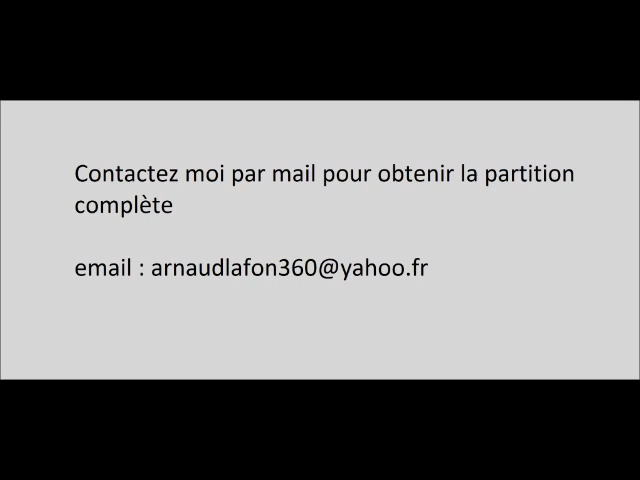 Contactez moi par mail pour obtenir la partition
complète
email : arnaudlafon360@yahoo.fr